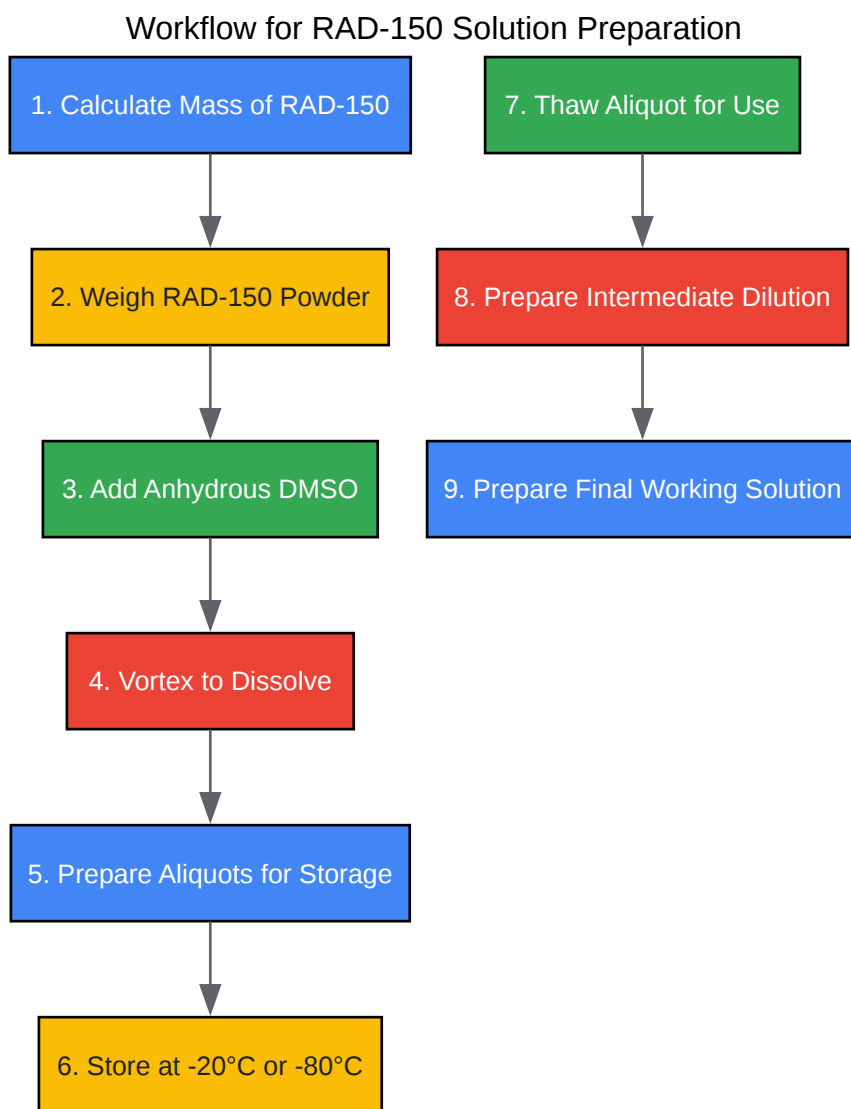 Workflow for RAD-150 Solution Preparation
1. Calculate Mass of RAD-150
2. Weigh RAD-150 Powder
3. Add Anhydrous DMSO
4. Vortex to Dissolve
5. Prepare Aliquots for Storage
6. Store at -20°C or -80°C
7. Thaw Aliquot for Use
8. Prepare Intermediate Dilution
9. Prepare Final Working Solution